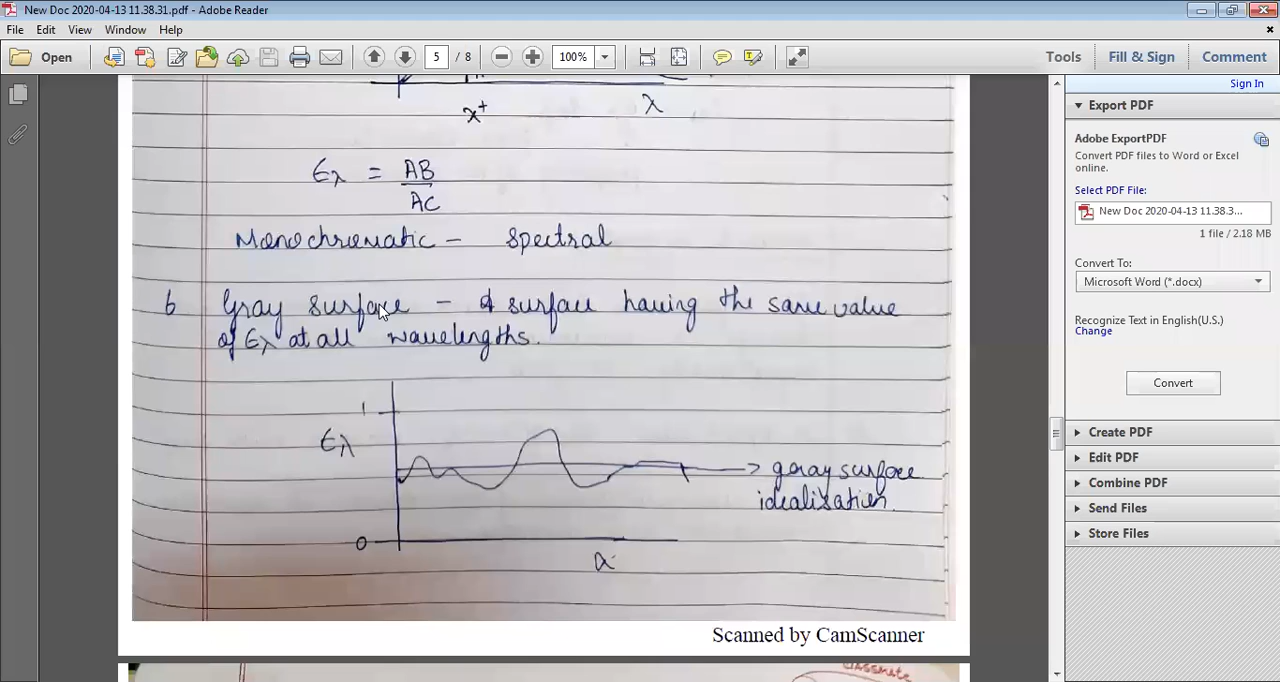 New Doc 2020-04-13 11.38.31.pdf - Adobe Reader
File Edit View Window Help
Open 5 / 8 100% Tools Fill & Sign Comment
Sign In
Export PDF
Adobe ExportPDF
Convert PDF files to Word or Excel
online.
Select PDF File:
New Doc 2020-04-13 11.38.3...
1 file / 2.18 MB
Convert To:
Microsoft Word (*.docx)
Recognize Text in English(U.S.)
Change
Convert
Create PDF
Edit PDF
Combine PDF
Send Files
Store Files
λ
ϵλ = AB
AC
Monochromatic - Spectral
6 Gray surface - A surface having the same value
of ϵλ at all wavelengths.
1
ϵλ
gray surface
idealization.
0
Scanned by CamScanner
classmate